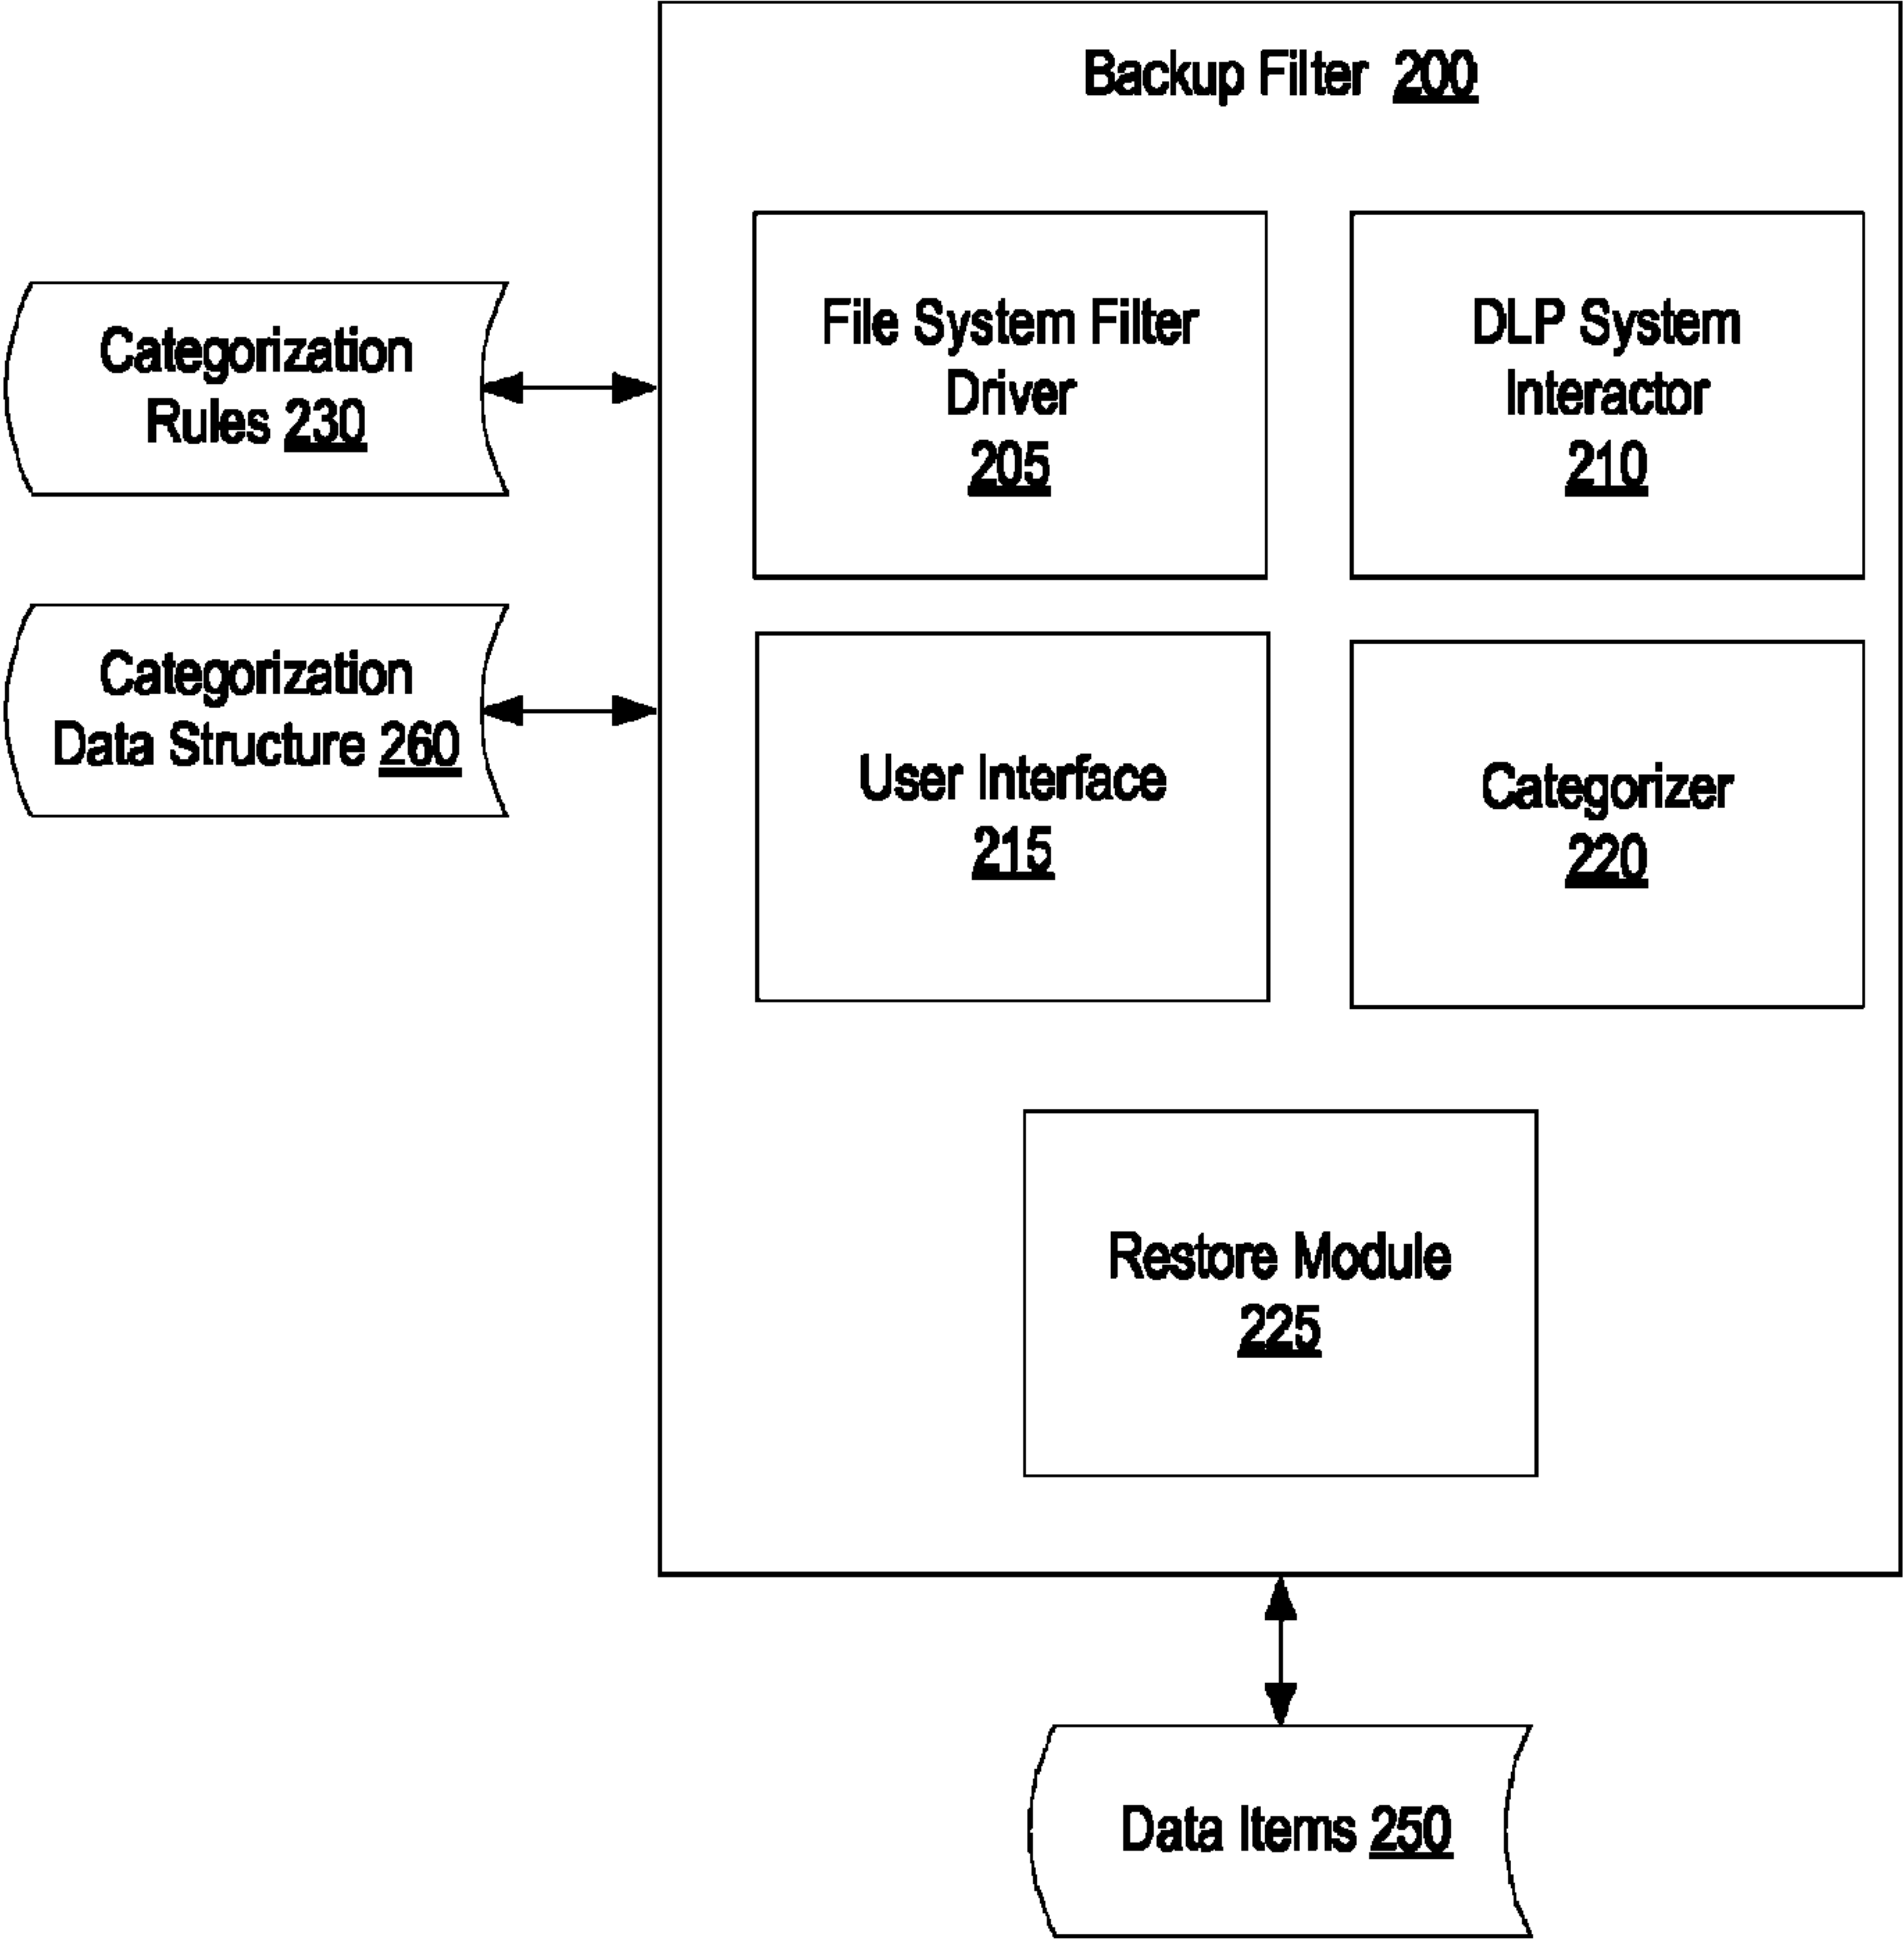 Backup Filter 200
File System Filter
Driver
205
DLP System
Interactor
210
Categorization
Rules 230
Categorization
Data Structure 260
User Interface
215
Categorizer
220
Restore Module
225
Data Items 250